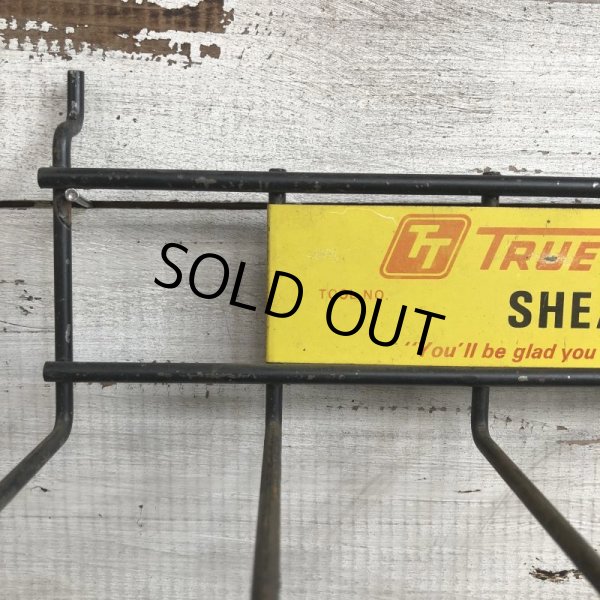 TT TRUE
TOOL NO.
SHEA
"You'll be glad you
SOLD OUT